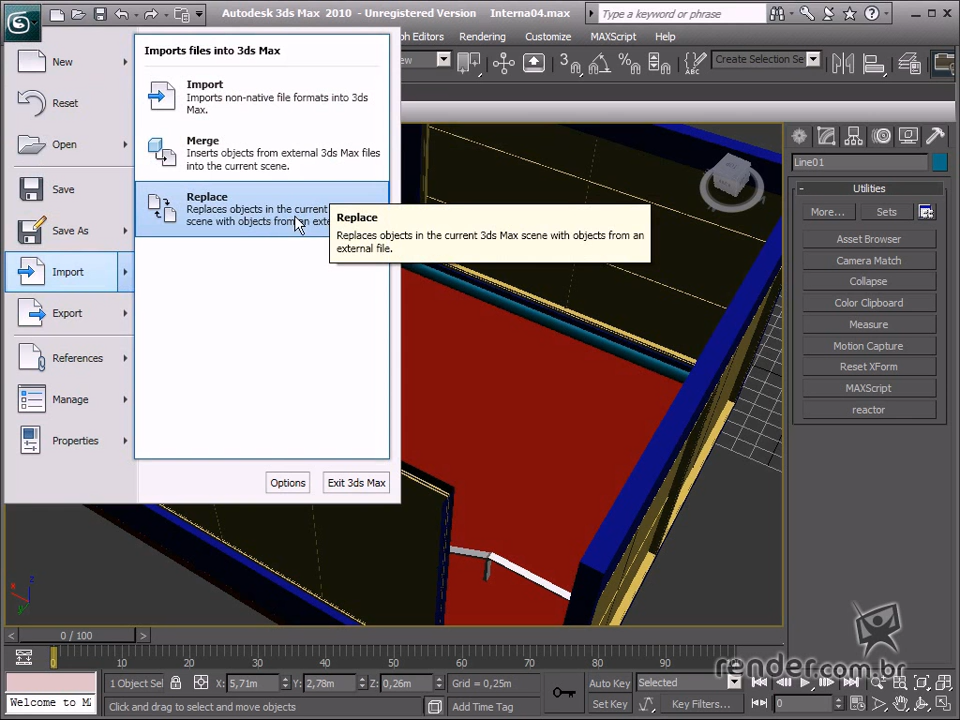 Autodesk 3ds Max 2010 - Unregistered Version Interna04.max
Type a keyword or phrase
ph Editors Rendering Customize MAXScript Help
Create Selection Se
New
Reset
Open
Save
Save As
Import
Export
References
Manage
Properties
Imports files into 3ds Max
Import
Imports non-native file formats into 3ds
Max.
Merge
Inserts objects from external 3ds Max files
into the current scene.
Replace
Replaces objects in the current
scene with objects from an exte
Replace
Replaces objects in the current 3ds Max scene with objects from an
external file.
Options Exit 3ds Max
Line01
Utilities
More... Sets
Asset Browser
Camera Match
Collapse
Color Clipboard
Measure
Motion Capture
Reset XForm
MAXScript
reactor
x z y
0 / 100
0 10 20 30 40 50 60 70 80 90
render.com.br
1 Object Sel X: 5,71m Y: 2,78m Z: 0,26m Grid = 0,25m Auto Key Selected
Welcome to M Click and drag to select and move objects Add Time Tag Set Key Key Filters... 0